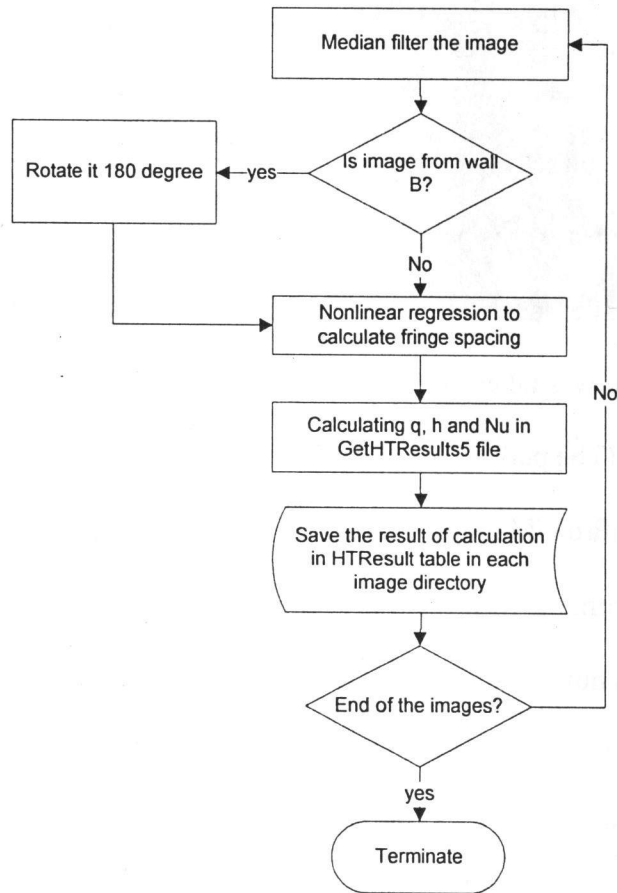 Median filter the image
Rotate it 180 degree
yes
Is image from wall
B?
No
Nonlinear regression to
calculate fringe spacing
No
Calculating q, h and Nu in
GetHTResults5 file
Save the result of calculation
in HTResult table in each
image directory
End of the images?
yes
Terminate